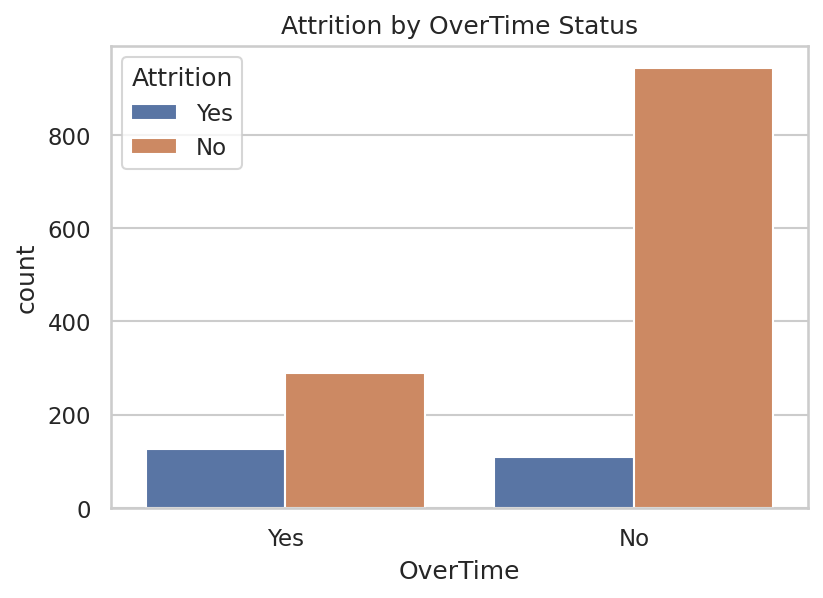 Attrition by OverTime Status
Attrition
Yes
No
800
600
400
200
0
count
Yes No
OverTime